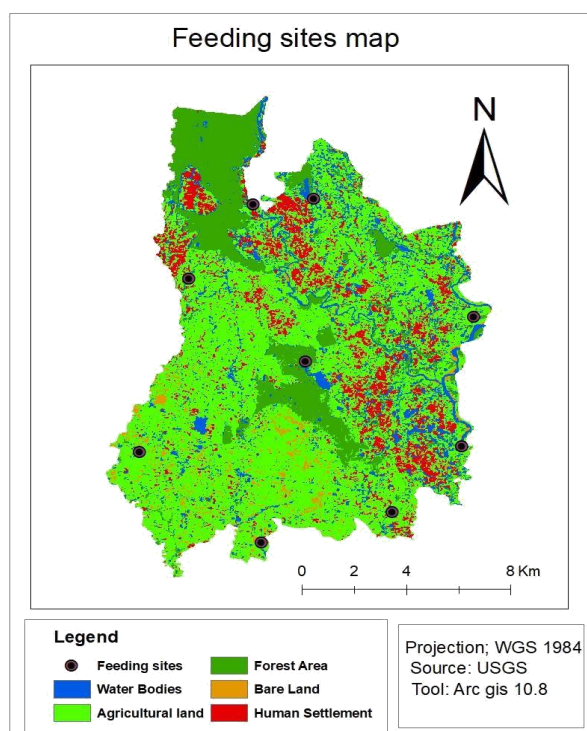 Feeding sites map
N
0 2 4 6 8 Km
Legend
Feeding sites Forest Area
Water Bodies Bare Land
Agricultural land Human Settlement
Projection; WGS 1984
Source: USGS
Tool: Arc gis 10.8